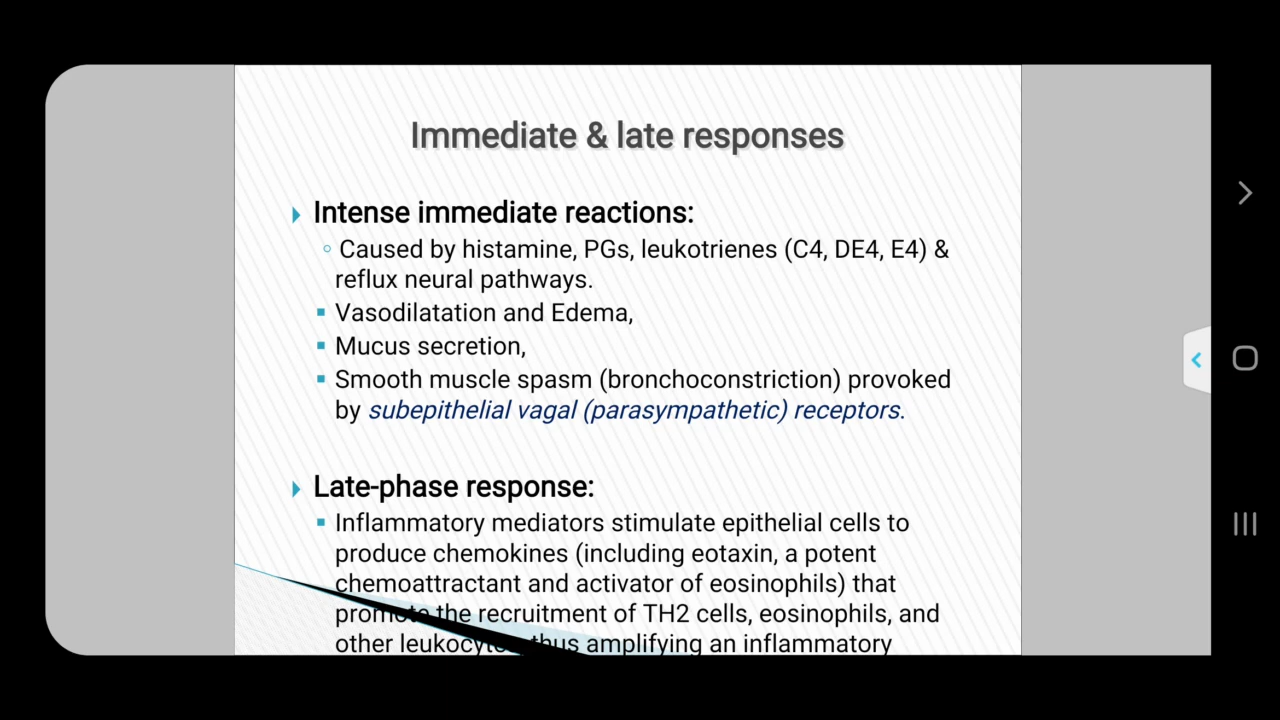 Immediate & late responses
Intense immediate reactions:
Caused by histamine, PGs, leukotrienes (C4, DE4, E4) &
reflux neural pathways.
Vasodilatation and Edema,
Mucus secretion,
Smooth muscle spasm (bronchoconstriction) provoked
by subepithelial vagal (parasympathetic) receptors.
Late-phase response:
Inflammatory mediators stimulate epithelial cells to
produce chemokines (including eotaxin, a potent
chemoattractant and activator of eosinophils) that
promote the recruitment of TH2 cells, eosinophils, and
other leukocytes, thus amplifying an inflammatory